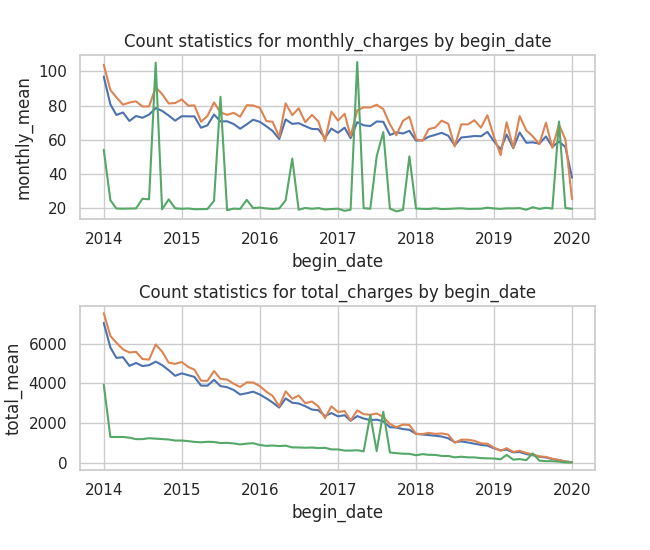 Count statistics for monthly_charges by begin_date
monthly_mean
100
80
60
40
20
2014 2015 2016 2017 2018 2019 2020
begin_date
Count statistics for total_charges by begin_date
total_mean
6000
4000
2000
0
2014 2015 2016 2017 2018 2019 2020
begin_date